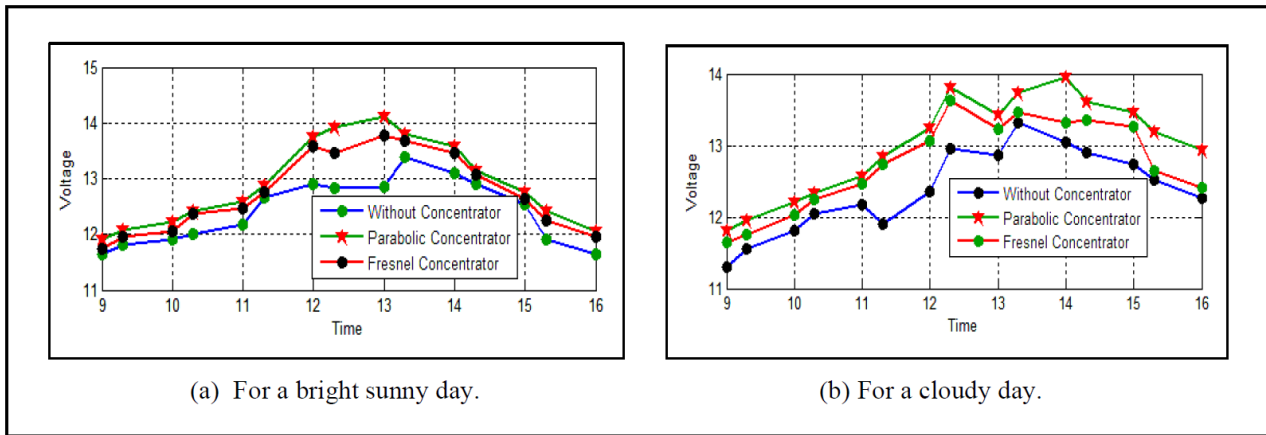 15
14
13
12
11
Voltage
9 10 11 12 13 14 15 16
Time
Without Concentrator
Parabolic Concentrator
Fresnel Concentrator
(a) For a bright sunny day.
14
13
12
11
Voltage
9 10 11 12 13 14 15 16
Time
Without Concentrator
Parabolic Concentrator
Fresnel Concentrator
(b) For a cloudy day.